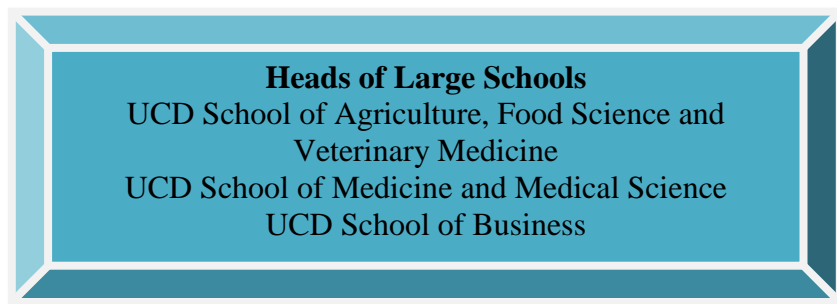 Heads of Large Schools
UCD School of Agriculture, Food Science and
Veterinary Medicine
UCD School of Medicine and Medical Science
UCD School of Business